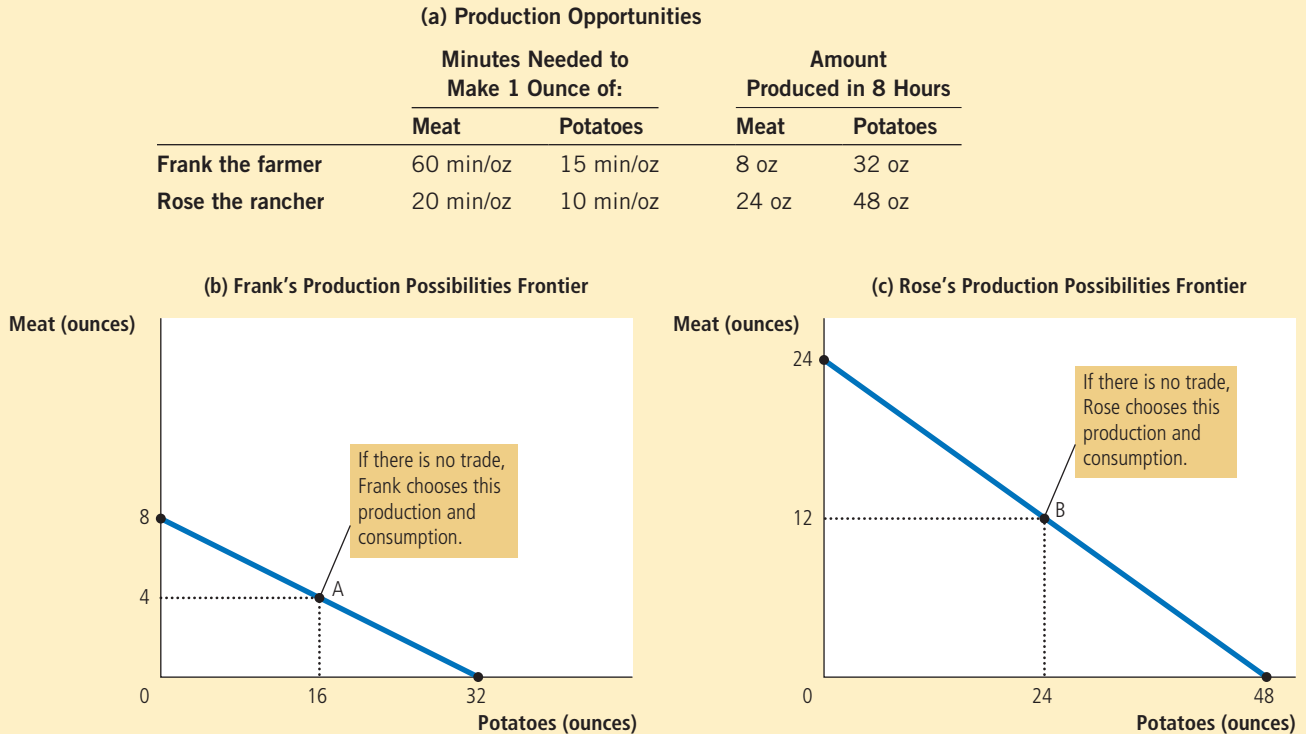 (a) Production Opportunities
Minutes Needed to Make 1 Ounce of:
Amount Produced in 8 Hours
Meat Potatoes Meat Potatoes
Frank the farmer 60 min/oz 15 min/oz 8 oz 32 oz
Rose the rancher 20 min/oz 10 min/oz 24 oz 48 oz
(b) Frank’s Production Possibilities Frontier
Meat (ounces)
If there is no trade,
Frank chooses this
production and
consumption.
8
4
A
0
16
32
Potatoes (ounces)
(c) Rose’s Production Possibilities Frontier
Meat (ounces)
24
If there is no trade,
Rose chooses this
production and
consumption.
12
B
0
24
48
Potatoes (ounces)